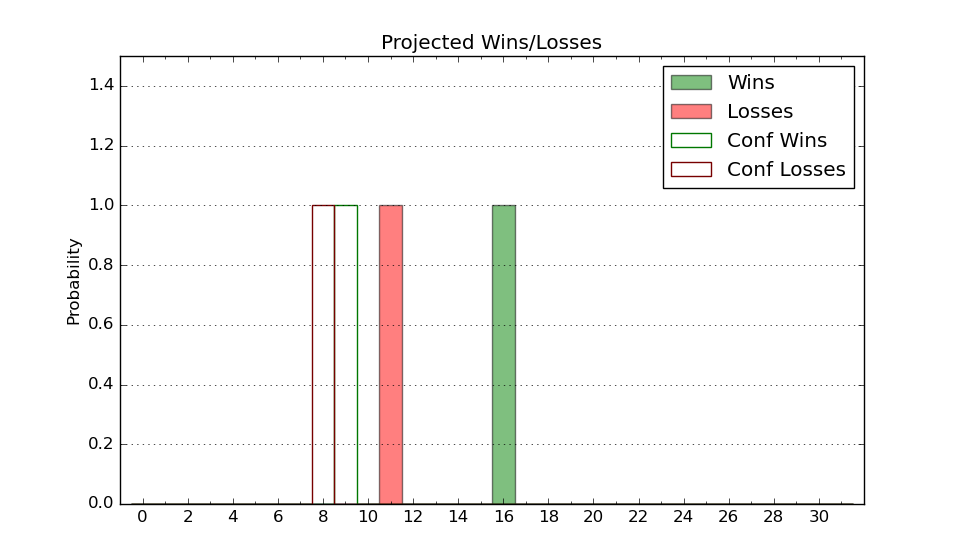 Projected Wins/Losses
1.4
1.2
1.0
0.8
0.6
0.4
0.2
0.0
Probability
Wins
Losses
Conf Wins
Conf Losses
0 2 4 6 8 10 12 14 16 18 20 22 24 26 28 30